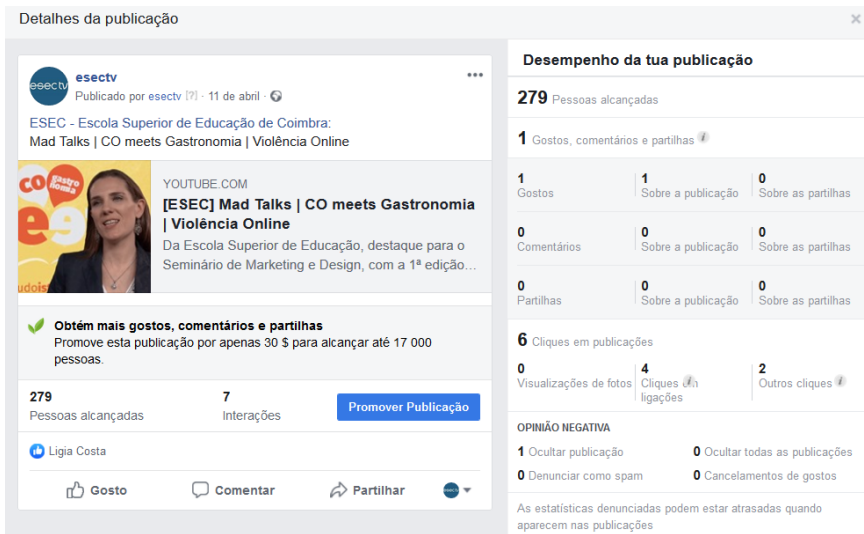 Detalhes da publicação
×
esectv
esectv
Publicado por esectv [?] · 11 de abril ·
ESEC - Escola Superior de Educação de Coimbra:
Mad Talks | CO meets Gastronomia | Violência Online
co
gastro
nomia
ee
udois
YOUTUBE.COM
[ESEC] Mad Talks | CO meets Gastronomia
| Violência Online
Da Escola Superior de Educação, destaque para o
Seminário de Marketing e Design, com a 1ª edição...
Obtém mais gostos, comentários e partilhas
Promove esta publicação por apenas 30 $ para alcançar até 17 000
pessoas.
279
Pessoas alcançadas
7
Interações
Promover Publicação
Ligia Costa
Gosto
Comentar
Partilhar
Desempenho da tua publicação
279 Pessoas alcançadas
1 Gostos, comentários e partilhas i
1
Gostos
1
Sobre a publicação
0
Sobre as partilhas
0
Comentários
0
Sobre a publicação
0
Sobre as partilhas
0
Partilhas
0
Sobre a publicação
0
Sobre as partilhas
6 Cliques em publicações
0
Visualizações de fotos
4
Cliques em
ligações
2
Outros cliques i
OPINIÃO NEGATIVA
1 Ocultar publicação
0 Ocultar todas as publicações
0 Denunciar como spam
0 Cancelamentos de gostos
As estatísticas denunciadas podem estar atrasadas quando
aparecem nas publicações